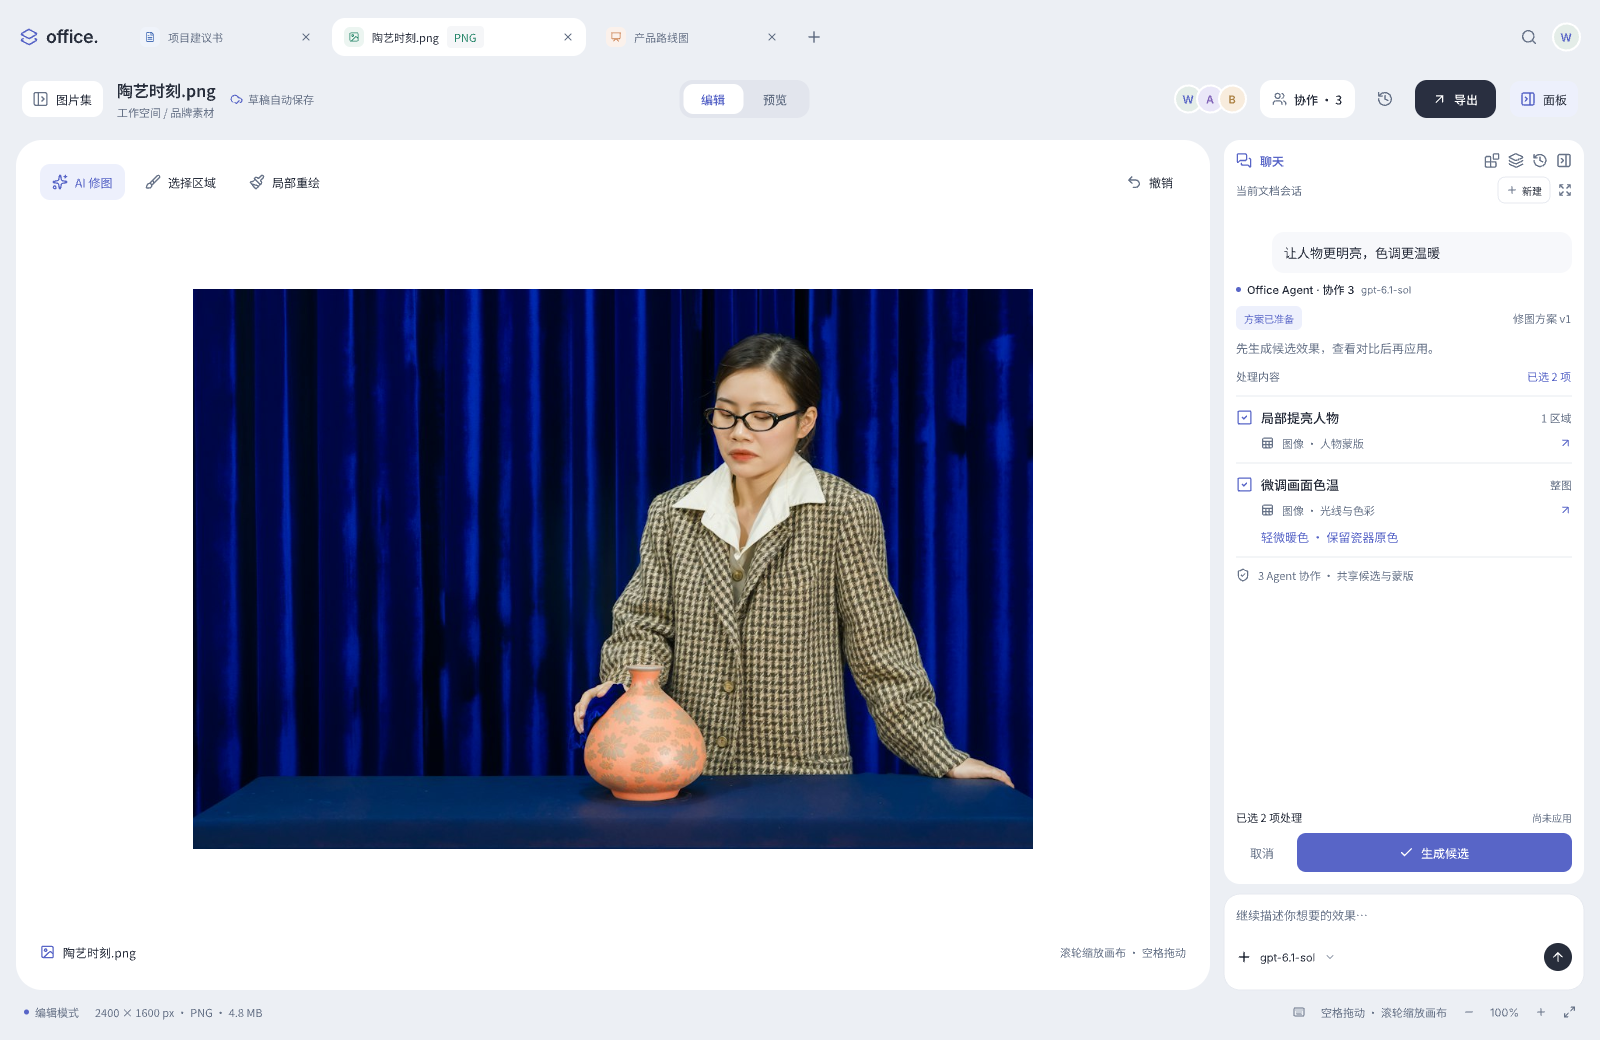 office.
项目建议书
陶艺时刻.png PNG
产品路线图
W
图片集
陶艺时刻.png
工作空间 / 品牌素材
草稿自动保存
编辑
预览
W A B
协作 · 3
导出
面板
AI 修图
选择区域
局部重绘
撤销
陶艺时刻.png
滚轮缩放画布 · 空格拖动
聊天
当前文档会话
新建
让人物更明亮，色调更温暖
Office Agent · 协作 3 gpt-6.1-sol
方案已准备
修图方案 v1
先生成候选效果，查看对比后再应用。
处理内容
已选 2 项
局部提亮人物
1 区域
图像 · 人物蒙版
微调画面色温
整图
图像 · 光线与色彩
轻微暖色 · 保留瓷器原色
3 Agent 协作 · 共享候选与蒙版
已选 2 项处理
尚未应用
取消
生成候选
继续描述你想要的效果…
gpt-6.1-sol
编辑模式
2400 × 1600 px · PNG · 4.8 MB
空格拖动 · 滚轮缩放画布
100%